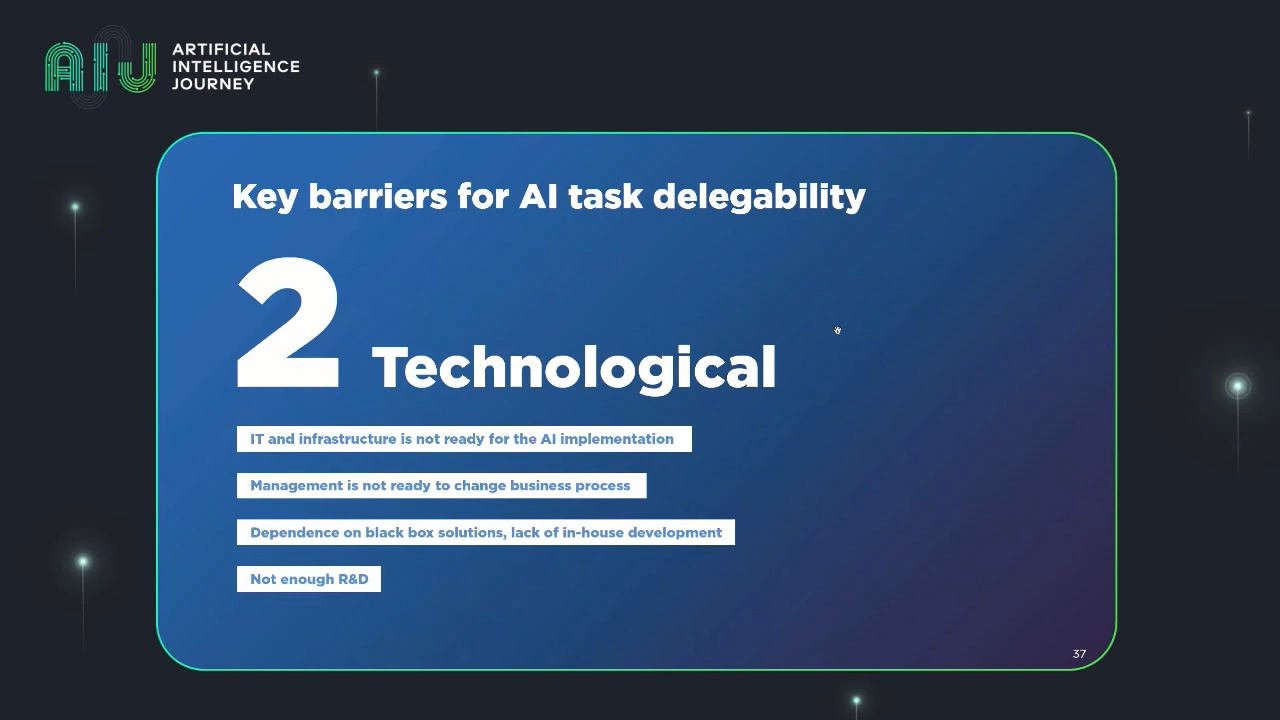 AIJ
ARTIFICIAL
INTELLIGENCE
JOURNEY
Key barriers for AI task delegability
2 Technological
IT and infrastructure is not ready for the AI implementation
Management is not ready to change business process
Dependence on black box solutions, lack of in-house development
Not enough R&D
37